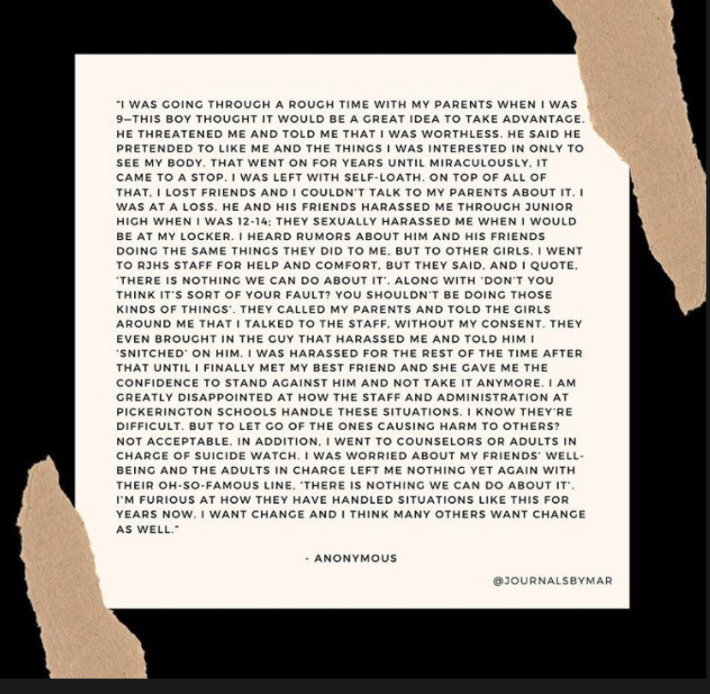 "I WAS GOING THROUGH A ROUGH TIME WITH MY PARENTS WHEN I WAS
9—THIS BOY THOUGHT IT WOULD BE A GREAT IDEA TO TAKE ADVANTAGE.
HE THREATENED ME AND TOLD ME THAT I WAS WORTHLESS. HE SAID HE
PRETENDED TO LIKE ME AND THE THINGS I WAS INTERESTED IN ONLY TO
SEE MY BODY. THAT WENT ON FOR YEARS UNTIL MIRACULOUSLY, IT
CAME TO A STOP. I WAS LEFT WITH SELF-LOATH. ON TOP OF ALL OF
THAT, I LOST FRIENDS AND I COULDN'T TALK TO MY PARENTS ABOUT IT. I
WAS AT A LOSS. HE AND HIS FRIENDS HARASSED ME THROUGH JUNIOR
HIGH WHEN I WAS 12-14; THEY SEXUALLY HARASSED ME WHEN I WOULD
BE AT MY LOCKER. I HEARD RUMORS ABOUT HIM AND HIS FRIENDS
DOING THE SAME THINGS THEY DID TO ME, BUT TO OTHER GIRLS. I WENT
TO RJHS STAFF FOR HELP AND COMFORT, BUT THEY SAID, AND I QUOTE,
'THERE IS NOTHING WE CAN DO ABOUT IT'. ALONG WITH 'DON'T YOU
THINK IT'S SORT OF YOUR FAULT? YOU SHOULDN'T BE DOING THOSE
KINDS OF THINGS'. THEY CALLED MY PARENTS AND TOLD THE GIRLS
AROUND ME THAT I TALKED TO THE STAFF, WITHOUT MY CONSENT. THEY
EVEN BROUGHT IN THE GUY THAT HARASSED ME AND TOLD HIM I
'SNITCHED' ON HIM. I WAS HARASSED FOR THE REST OF THE TIME AFTER
THAT UNTIL I FINALLY MET MY BEST FRIEND AND SHE GAVE ME THE
CONFIDENCE TO STAND AGAINST HIM AND NOT TAKE IT ANYMORE. I AM
GREATLY DISAPPOINTED AT HOW THE STAFF AND ADMINISTRATION AT
PICKERINGTON SCHOOLS HANDLE THESE SITUATIONS. I KNOW THEY'RE
DIFFICULT. BUT TO LET GO OF THE ONES CAUSING HARM TO OTHERS?
NOT ACCEPTABLE. IN ADDITION, I WENT TO COUNSELORS OR ADULTS IN
CHARGE OF SUICIDE WATCH. I WAS WORRIED ABOUT MY FRIENDS' WELL-
BEING AND THE ADULTS IN CHARGE LEFT ME NOTHING YET AGAIN WITH
THEIR OH-SO-FAMOUS LINE, 'THERE IS NOTHING WE CAN DO ABOUT IT'.
I'M FURIOUS AT HOW THEY HAVE HANDLED SITUATIONS LIKE THIS FOR
YEARS NOW. I WANT CHANGE AND I THINK MANY OTHERS WANT CHANGE
AS WELL."
- ANONYMOUS
@JOURNALSBYMAR